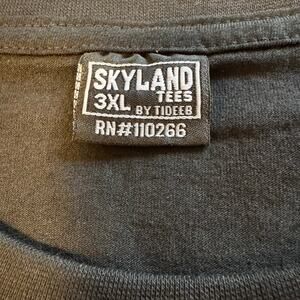 SKYLAND
3XL TEES
BY TIDEEB
RN#110266